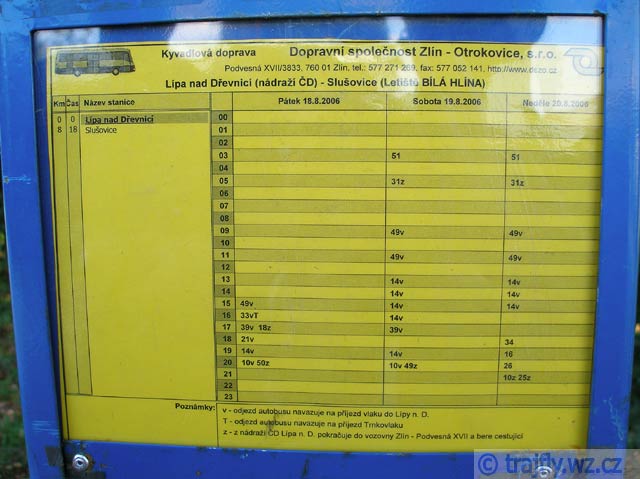 Kyvadlová doprava Dopravní společnost Zlín - Otrokovice, s.r.o.
Podvesná XVII/3833, 760 01 Zlín, tel.: 577 271 269, fax: 577 052 141, http://www.dszo.cz
Lípa nad Dřevnicí (nádraží ČD) - Slušovice (Letiště BÍLÁ HLÍNA)
Km Čas Název stanice Pátek 18.8.2006 Sobota 19.8.2006 Neděle 20.8.2006
0 0 Lípa nad Dřevnicí 00
8 18 Slušovice 01
02
03 51 51
04
05 31z 31z
06
07
08
09 49v 49v
10
11 49v 49v
12
13 14v 14v
14 14v 14v
15 49v 14v 14v
16 33vT 14v
17 39v 18z 39v
18 21v 34
19 14v 14v 16
20 10v 50z 10v 49z 26
21 10z 25z
22
23
Poznámky: v - odjezd autobusu navazuje na příjezd vlaku do Lípy n. D.
T - odjezd autobusu navazuje na příjezd Trnkovlaku
z - z nádraží ČD Lípa n. D. pokračuje do vozovny Zlín - Podvesná XVII a bere cestující
© traifly.wz.cz